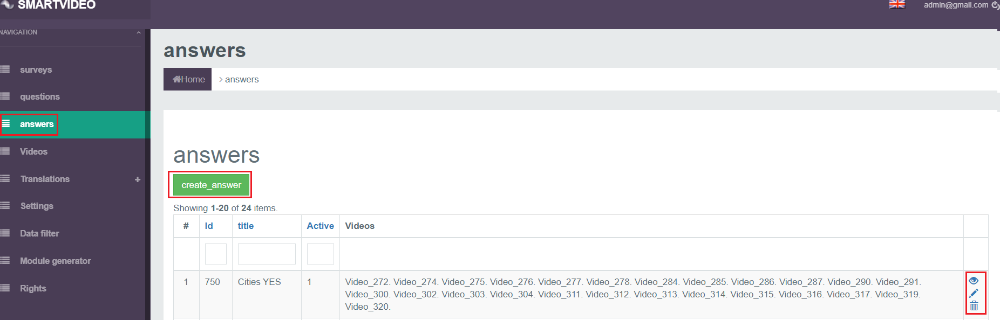 SMARTVIDEO
admin@gmail.com
NAVIGATION
surveys
questions
answers
Videos
Translations +
Settings
Data filter
Module generator
Rights
answers
Home > answers
answers
create_answer
Showing 1-20 of 24 items.
# Id title Active Videos
1 750 Cities YES 1 Video_272. Video_274. Video_275. Video_276. Video_277. Video_278. Video_284. Video_285. Video_286. Video_287. Video_290. Video_291.
Video_300. Video_302. Video_303. Video_304. Video_311. Video_312. Video_313. Video_314. Video_315. Video_316. Video_317. Video_319.
Video_320.